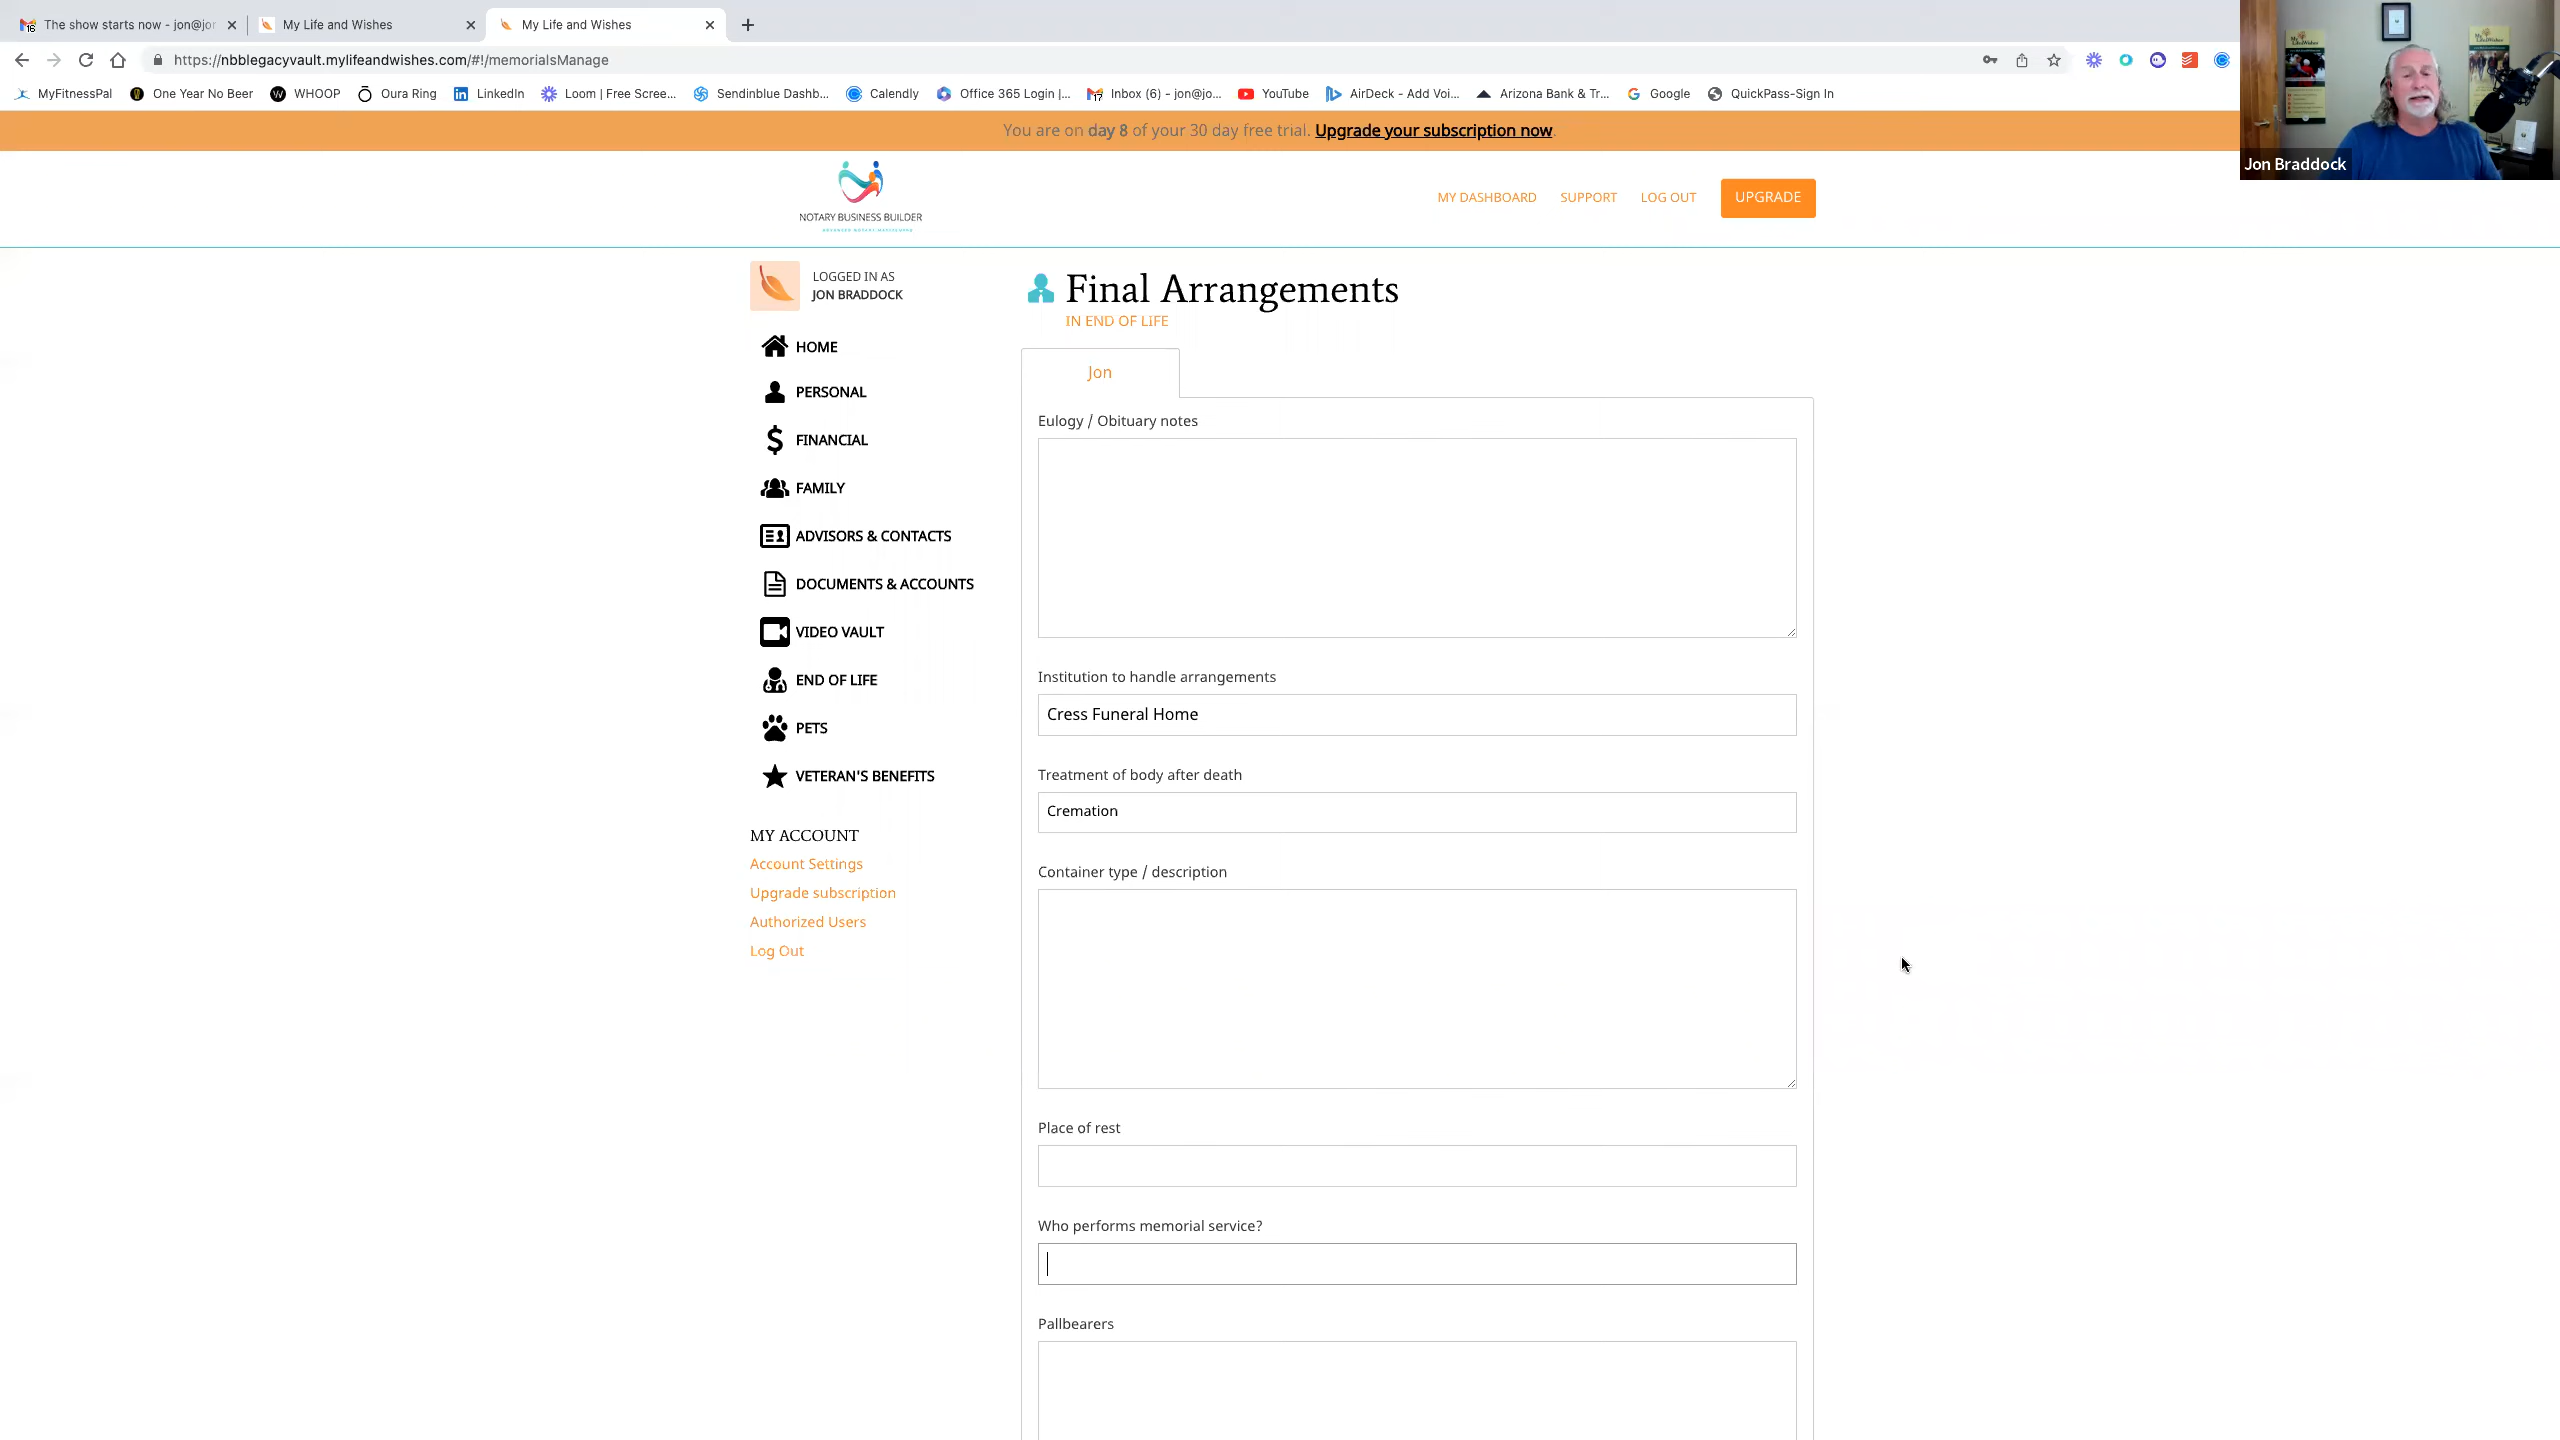 The show starts now - jon@jo
My Life and Wishes
My Life and Wishes
https://nbblegacyvault.mylifeandwishes.com/#!/memorialsManage
MyFitnessPal
One Year No Beer
WHOOP
Oura Ring
LinkedIn
Loom | Free Scree...
Sendinblue Dashb...
Calendly
Office 365 Login |...
Inbox (6) - jon@jo...
YouTube
AirDeck - Add Voi...
Arizona Bank & Tr...
Google
QuickPass-Sign In
Jon Braddock
You are on day 8 of your 30 day free trial. Upgrade your subscription now.
NOTARY BUSINESS BUILDER
MY DASHBOARD
SUPPORT
LOG OUT
UPGRADE
LOGGED IN AS
JON BRADDOCK
HOME
PERSONAL
FINANCIAL
FAMILY
ADVISORS & CONTACTS
DOCUMENTS & ACCOUNTS
VIDEO VAULT
END OF LIFE
PETS
VETERAN'S BENEFITS
MY ACCOUNT
Account Settings
Upgrade subscription
Authorized Users
Log Out
Final Arrangements
IN END OF LIFE
Jon
Eulogy / Obituary notes
Institution to handle arrangements
Cress Funeral Home
Treatment of body after death
Cremation
Container type / description
Place of rest
Who performs memorial service?
Pallbearers